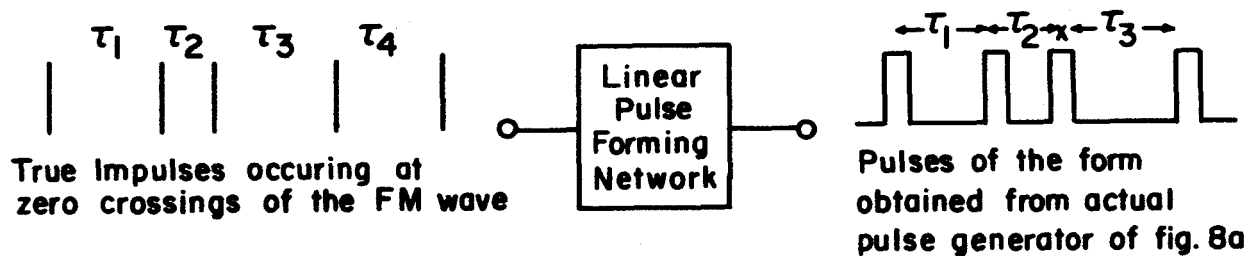 τ1 τ2 τ3 τ4
True Impulses occuring at
zero crossings of the FM wave
Linear
Pulse
Forming
Network
τ1 τ2 x τ3
Pulses of the form
obtained from actual
pulse generator of fig. 8a